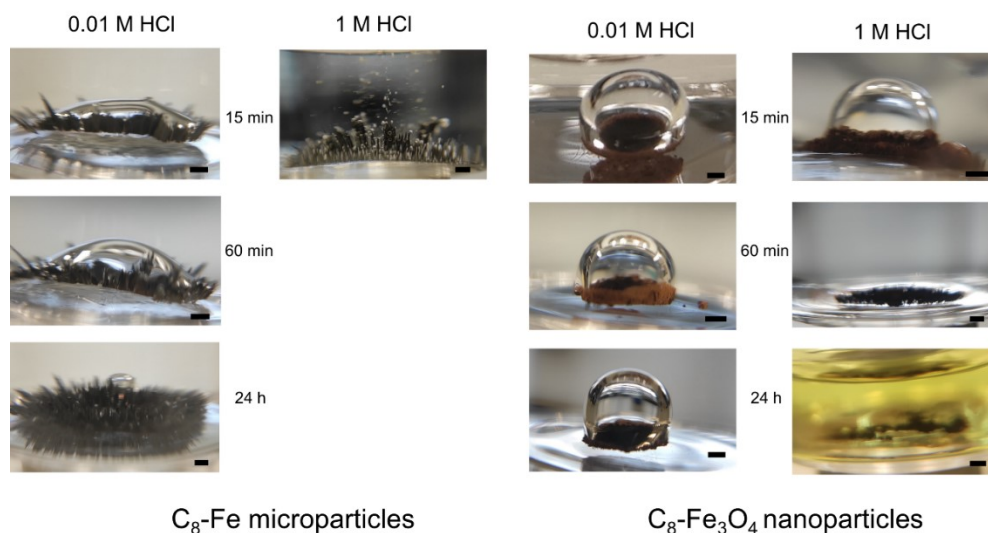 0.01 M HCl 1 M HCl
15 min
60 min
24 h
C₈-Fe microparticles
0.01 M HCl 1 M HCl
15 min
60 min
24 h
C₈-Fe₃O₄ nanoparticles